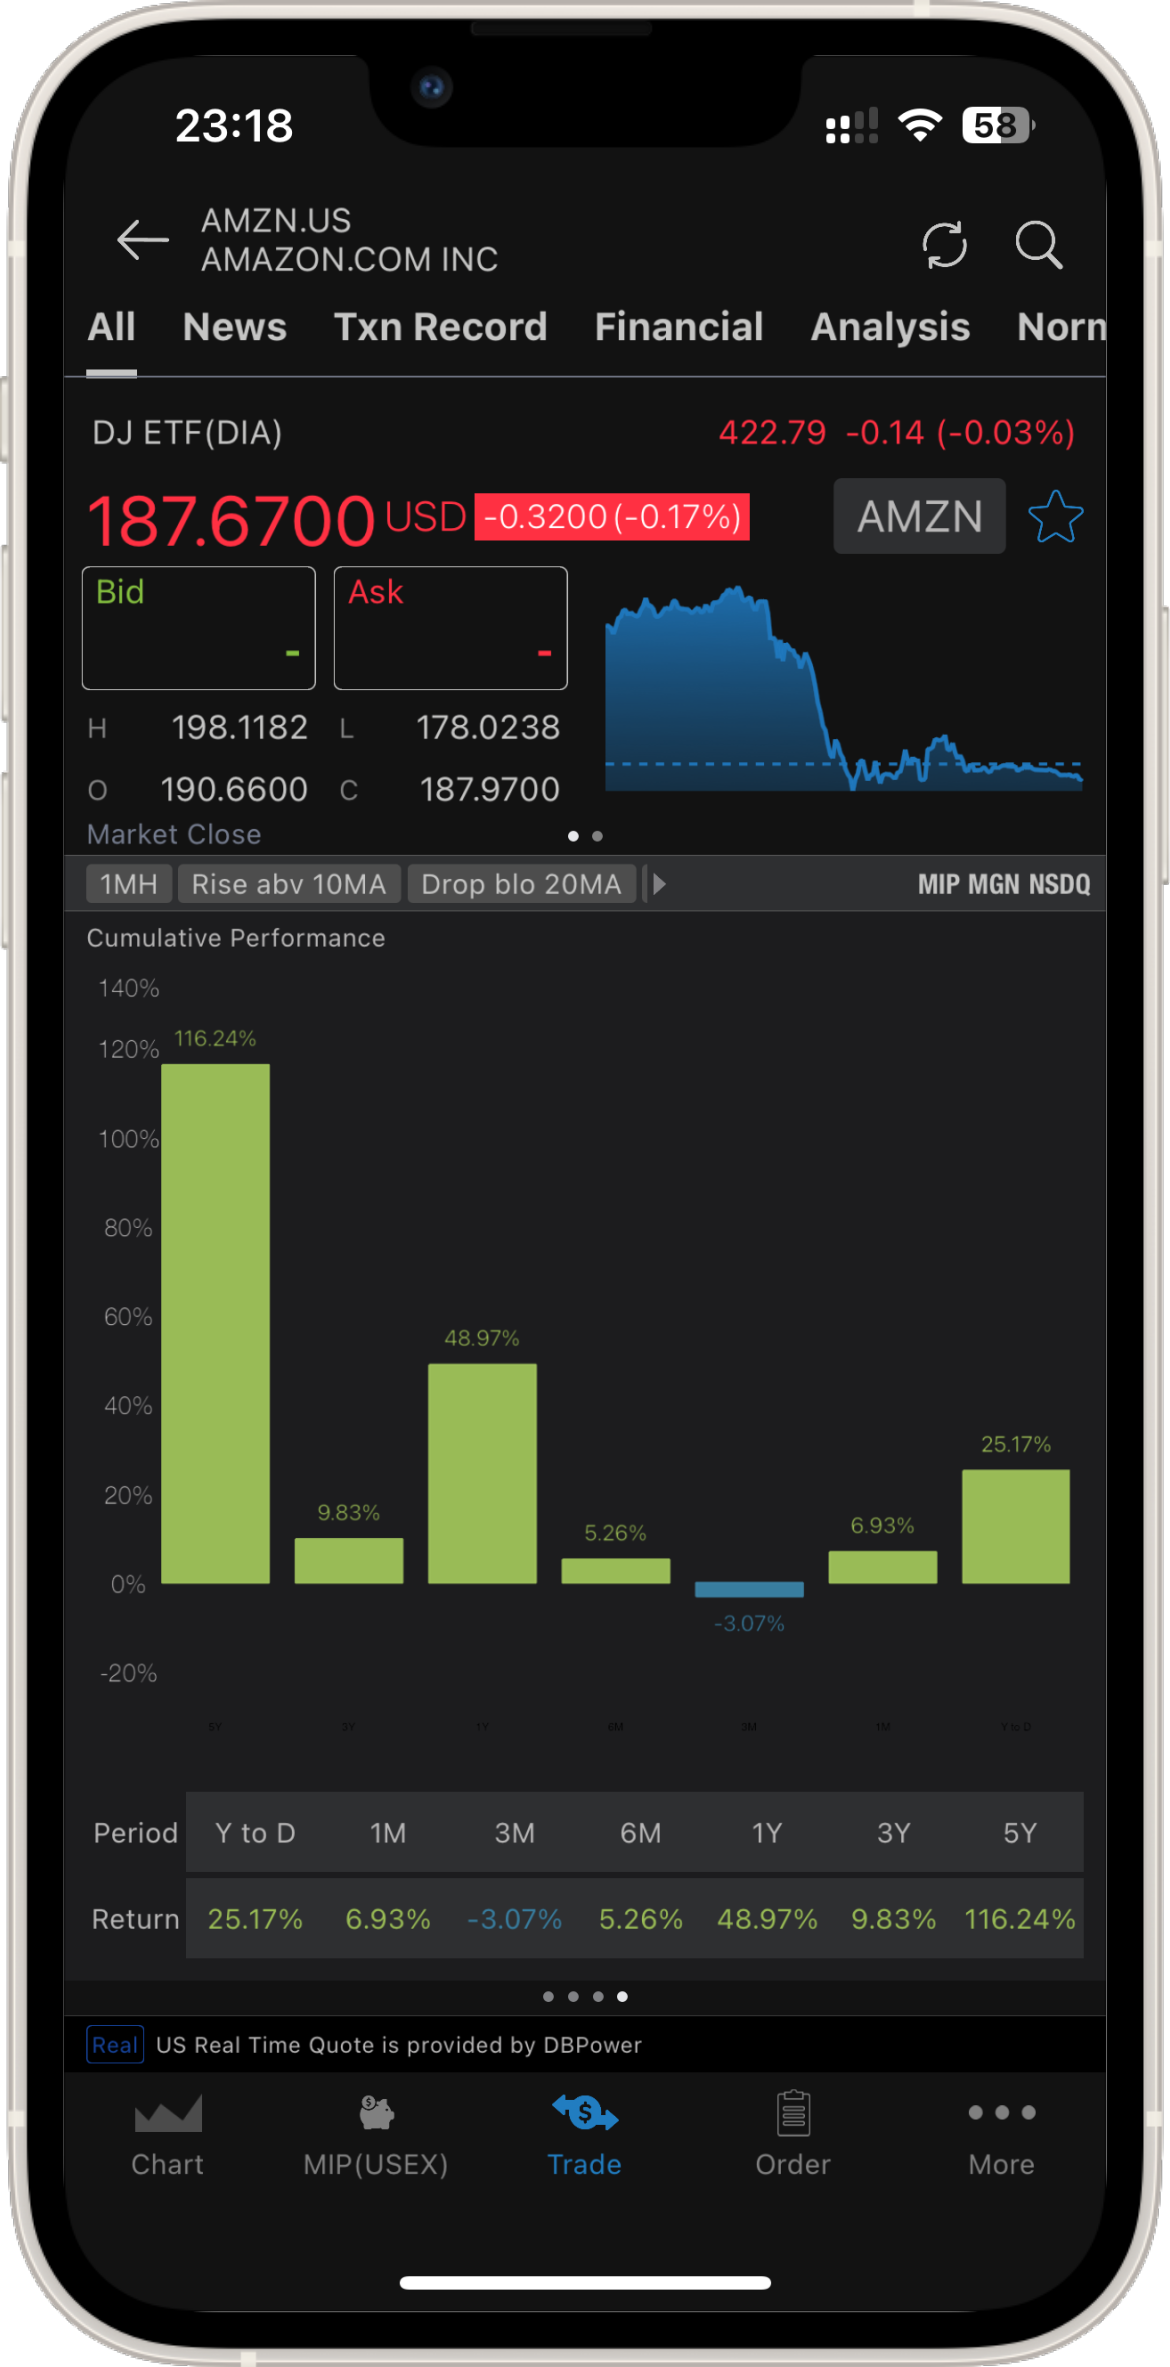 23:18
58
AMZN.US
AMAZON.COM INC
All News Txn Record Financial Analysis Norn
DJ ETF(DIA) 422.79 -0.14 (-0.03%)
187.6700 USD -0.3200(-0.17%) AMZN
Bid Ask
- -
H 198.1182 L 178.0238
O 190.6600 C 187.9700
Market Close
1MH Rise abv 10MA Drop blo 20MA MIP MGN NSDQ
Cumulative Performance
140%
116.24%
120%
100%
80%
60%
48.97%
40%
25.17%
20%
9.83%
6.93%
5.26%
0%
-3.07%
-20%
5Y 3Y 1Y 6M 3M 1M Y to D
Period Y to D 1M 3M 6M 1Y 3Y 5Y
Return 25.17% 6.93% -3.07% 5.26% 48.97% 9.83% 116.24%
Real US Real Time Quote is provided by DBPower
Chart MIP(USEX) Trade Order More